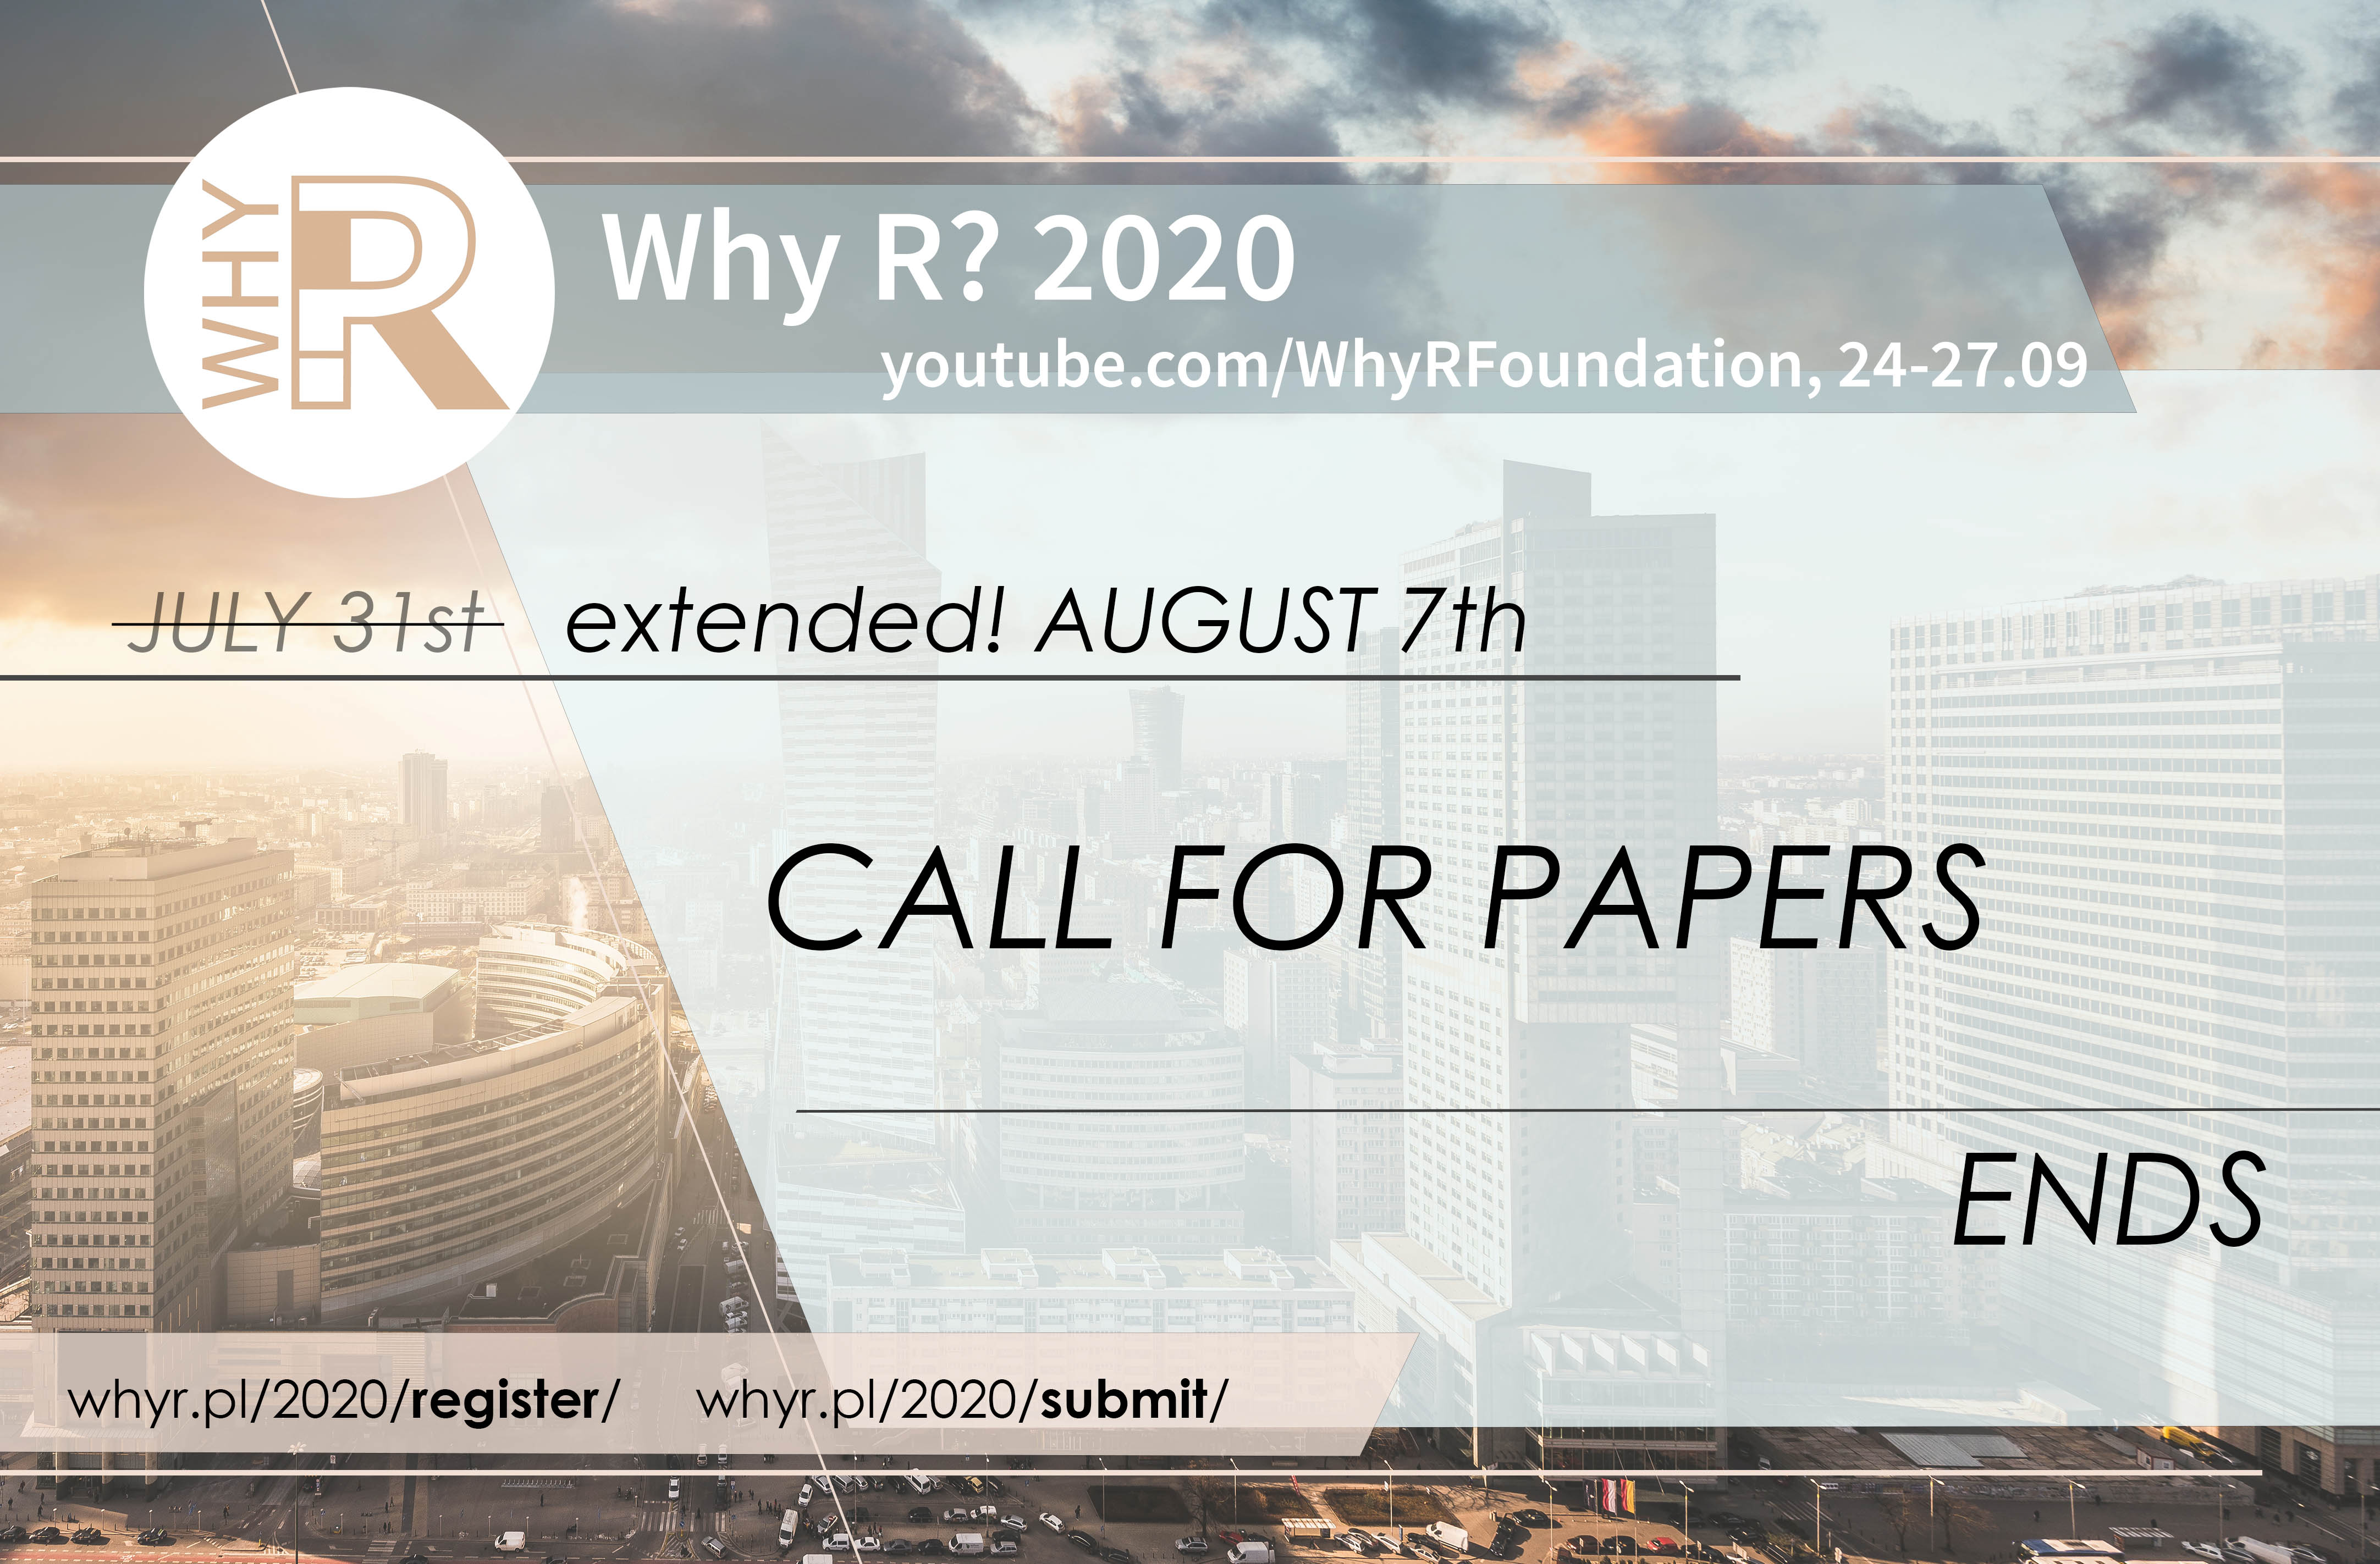 WHY R
Why R? 2020
youtube.com/WhyRFoundation, 24-27.09
JULY 31st extended! AUGUST 7th
CALL FOR PAPERS
ENDS
whyr.pl/2020/register/ whyr.pl/2020/submit/